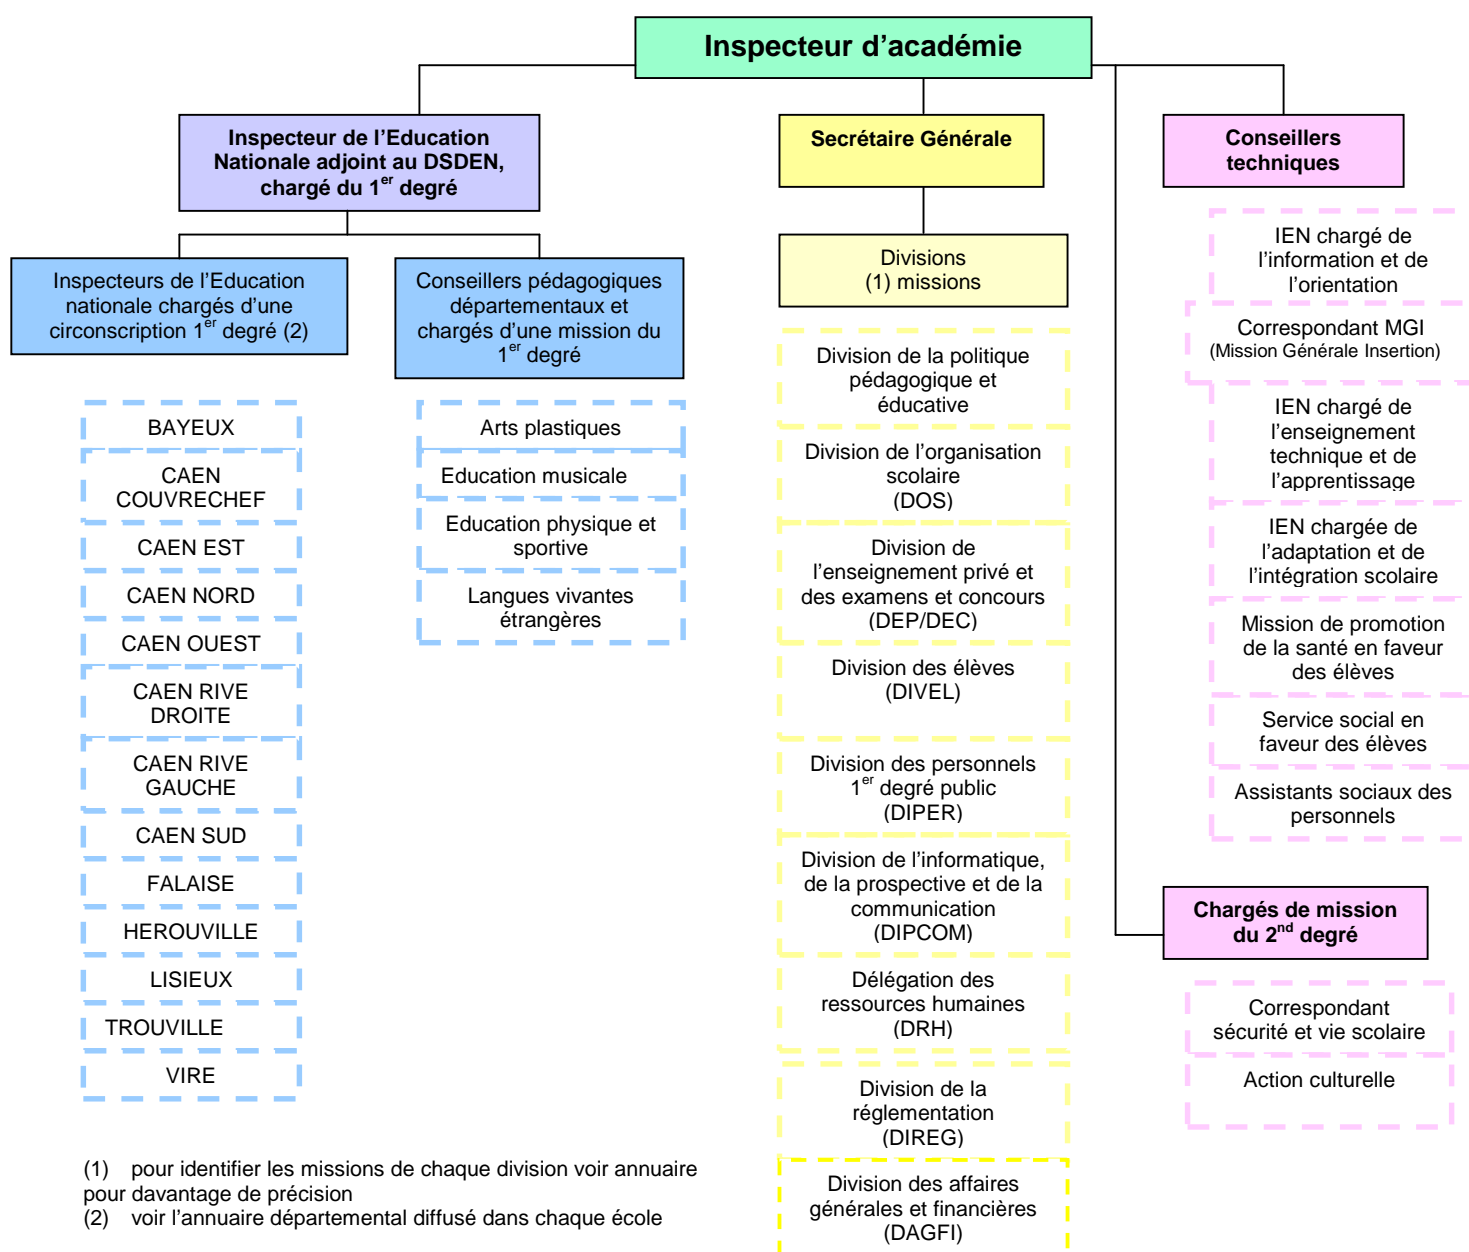 Inspecteur d’académie
Inspecteur de l’Education
Nationale adjoint au DSDEN,
chargé du 1er degré
Secrétaire Générale
Conseillers
techniques
Inspecteurs de l’Education
nationale chargés d’une
circonscription 1er degré (2)
Conseillers pédagogiques
départementaux et
chargés d’une mission du
1er degré
Divisions
(1) missions
BAYEUX
CAEN
COUVRECHEF
CAEN EST
CAEN NORD
CAEN OUEST
CAEN RIVE
DROITE
CAEN RIVE
GAUCHE
CAEN SUD
FALAISE
HEROUVILLE
LISIEUX
TROUVILLE
VIRE
Arts plastiques
Education musicale
Education physique et
sportive
Langues vivantes
étrangères
Division de la politique
pédagogique et
éducative
Division de l’organisation
scolaire
(DOS)
Division de
l’enseignement privé et
des examens et concours
(DEP/DEC)
Division des élèves
(DIVEL)
Division des personnels
1er degré public
(DIPER)
Division de l’informatique,
de la prospective et de la
communication
(DIPCOM)
Délégation des
ressources humaines
(DRH)
Division de la
réglementation
(DIREG)
Division des affaires
générales et financières
(DAGFI)
IEN chargé de
l’information et de
l’orientation
Correspondant MGI
(Mission Générale Insertion)
IEN chargé de
l’enseignement
technique et de
l’apprentissage
IEN chargée de
l’adaptation et de
l’intégration scolaire
Mission de promotion
de la santé en faveur
des élèves
Service social en
faveur des élèves
Assistants sociaux des
personnels
Chargés de mission
du 2nd degré
Correspondant
sécurité et vie scolaire
Action culturelle
(1) pour identifier les missions de chaque division voir annuaire
pour davantage de précision
(2) voir l’annuaire départemental diffusé dans chaque école